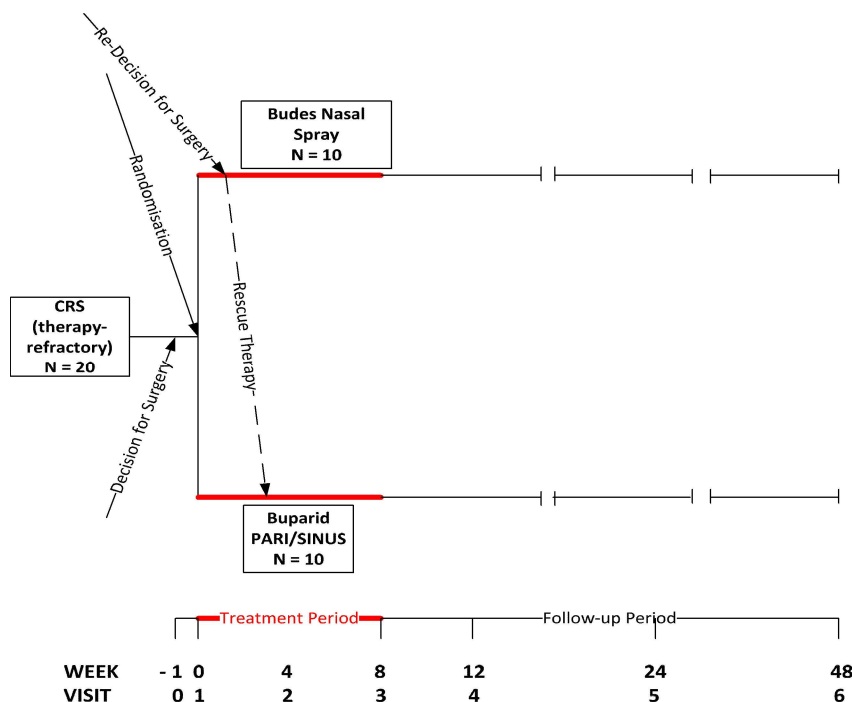 Re-Decision for Surgery
Budes Nasal
Spray
N = 10
Randomisation
Rescue Therapy
CRS
(therapy-
refractory)
N = 20
Decision for Surgery
Buparid
PARI/SINUS
N = 10
Treatment Period
Follow-up Period
WEEK - 1 0 4 8 12 24 48
VISIT 0 1 2 3 4 5 6